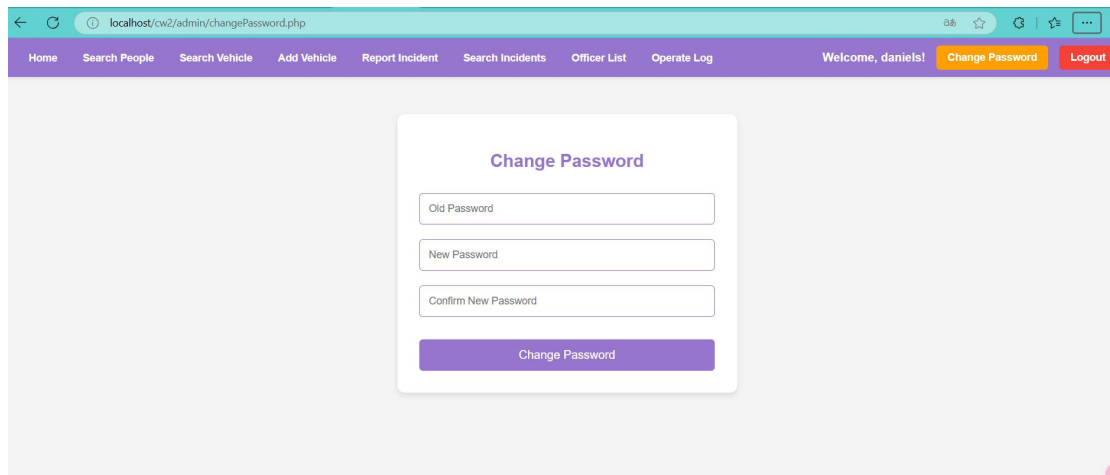 localhost/cw2/admin/changePassword.php
Home Search People Search Vehicle Add Vehicle Report Incident Search Incidents Officer List Operate Log Welcome, daniels! Change Password Logout
Change Password
Old Password
New Password
Confirm New Password
Change Password